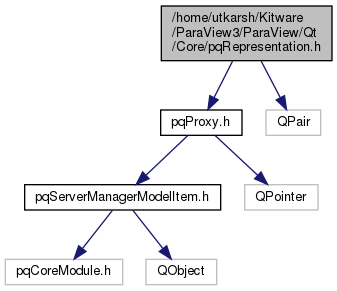 /home/utkarsh/Kitware
/ParaView3/ParaView/Qt
/Core/pqRepresentation.h
pqProxy.h
QPair
pqServerManagerModelItem.h
QPointer
pqCoreModule.h
QObject